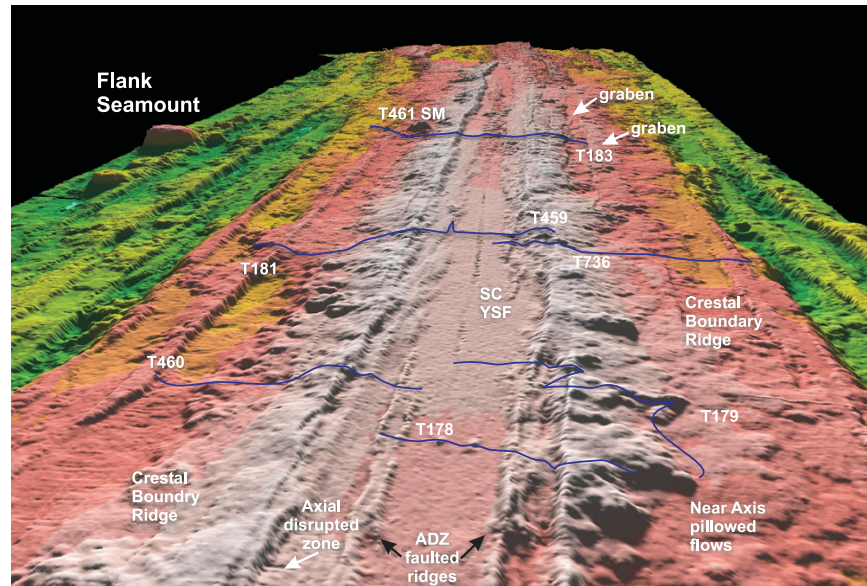 Flank
Seamount
graben
T461 SM
graben
T183
T459
T181
T736
SC
YSF
Crestal
Boundary
Ridge
T460
T179
T178
Crestal
Boundry
Ridge
Axial
disrupted
zone
ADZ
faulted
ridges
Near Axis
pillowed
flows